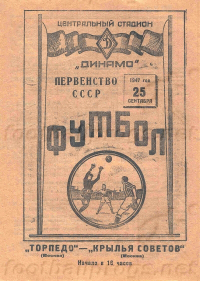 ЦЕНТРАЛЬНЫЙ СТАДИОН
Д
„ДИНАМО“
ПЕРВЕНСТВО
СССР
1947 год
25
СЕНТЯБРЯ
ФУТБОЛ
„ТОРПЕДО“—„КРЫЛЬЯ СОВЕТОВ“
(Москва) (Москва)
Начало в 16 часов